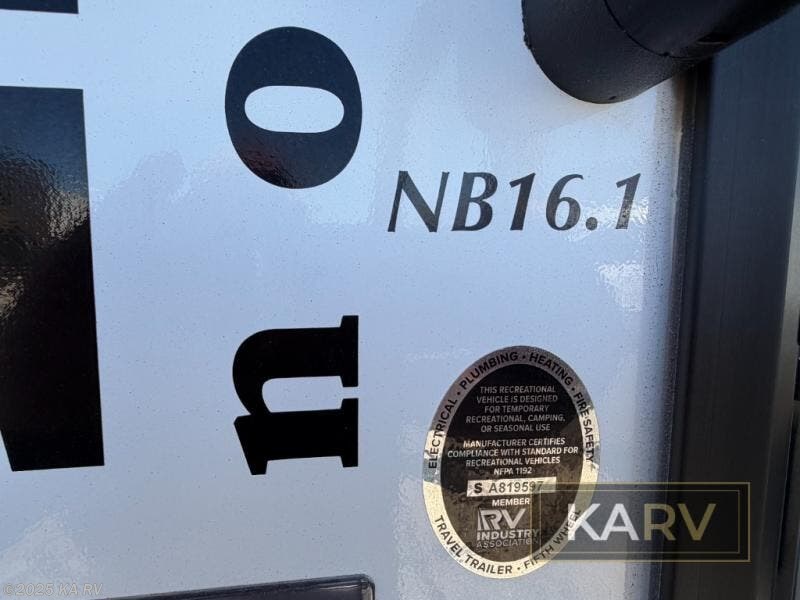 no
NB16.1
ELECTRICAL · PLUMBING · HEATING · FIRE SAFETY
THIS RECREATIONAL
VEHICLE IS DESIGNED
FOR TEMPORARY
RECREATIONAL, CAMPING,
OR SEASONAL USE
MANUFACTURER CERTIFIES
COMPLIANCE WITH STANDARD FOR
RECREATIONAL VEHICLES
NFPA 1192
S A819597
MEMBER
RV
INDUSTRY
ASSOCIATION
TRAVEL TRAILER · FIFTH WHEEL
KARV
©2025 KA RV